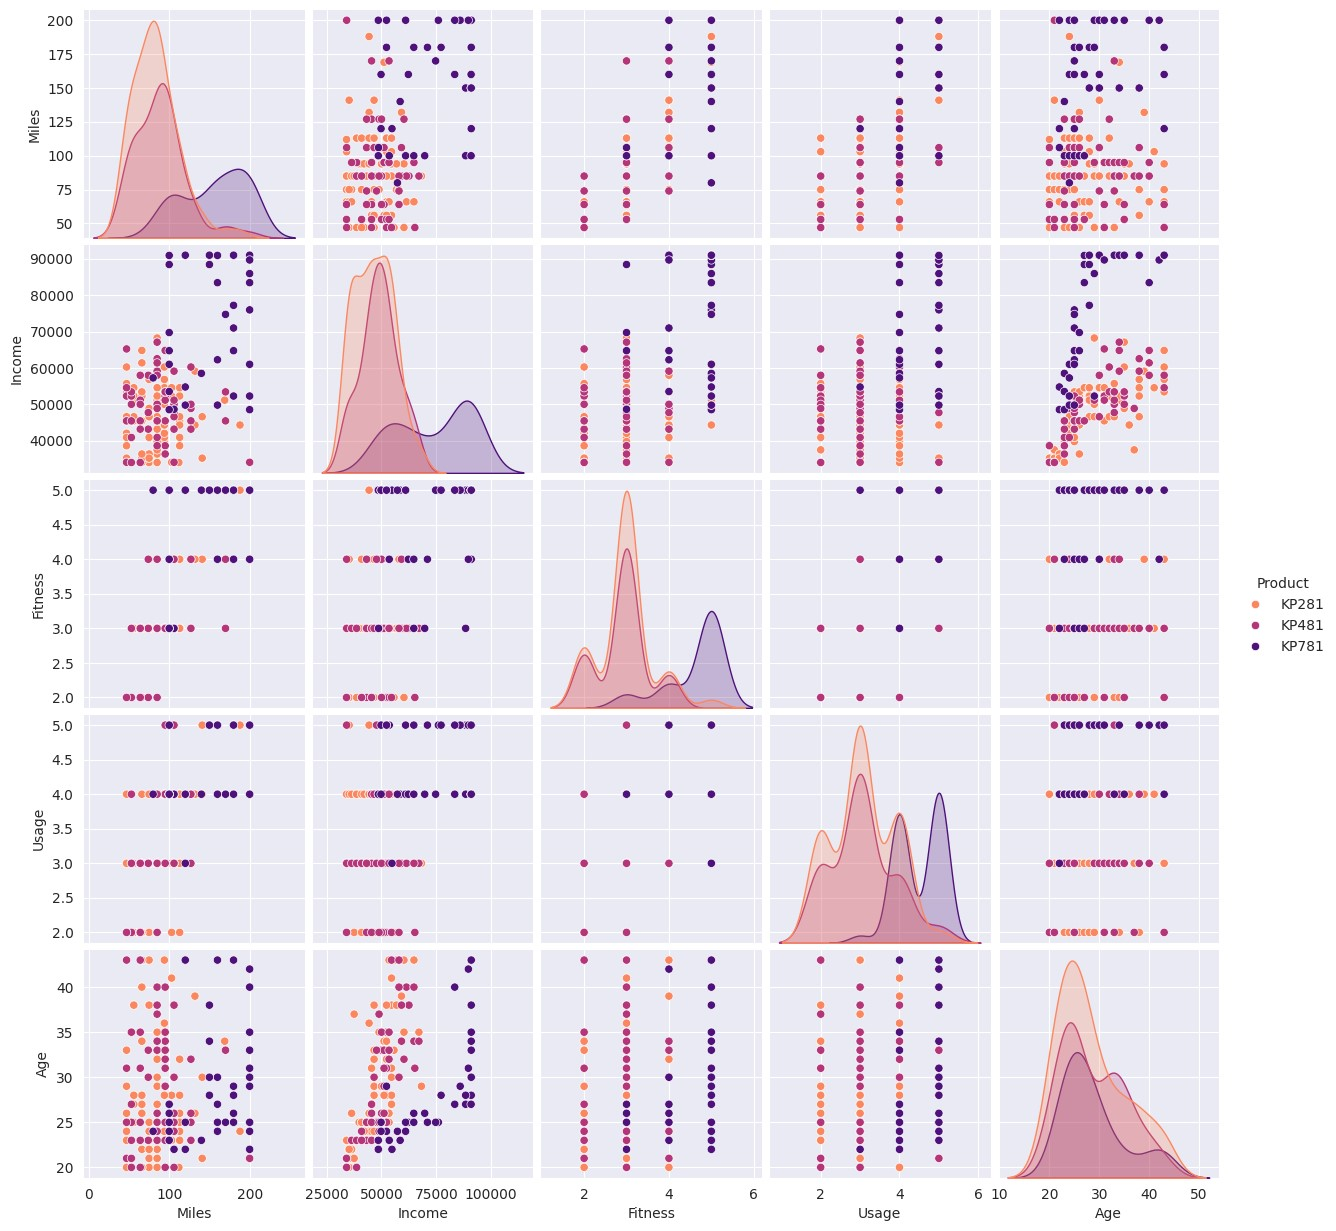 200
175
150
125
100
75
50
Miles
90000
80000
70000
60000
50000
40000
Income
5.0
4.5
4.0
3.5
3.0
2.5
2.0
Fitness
Product
KP281
KP481
KP781
5.0
4.5
4.0
3.5
3.0
2.5
2.0
Usage
40
35
30
25
20
Age
0 100 200
25000 50000 75000 100000
2 4 6
2 4 6
10 20 30 40 50
Miles Income Fitness Usage Age